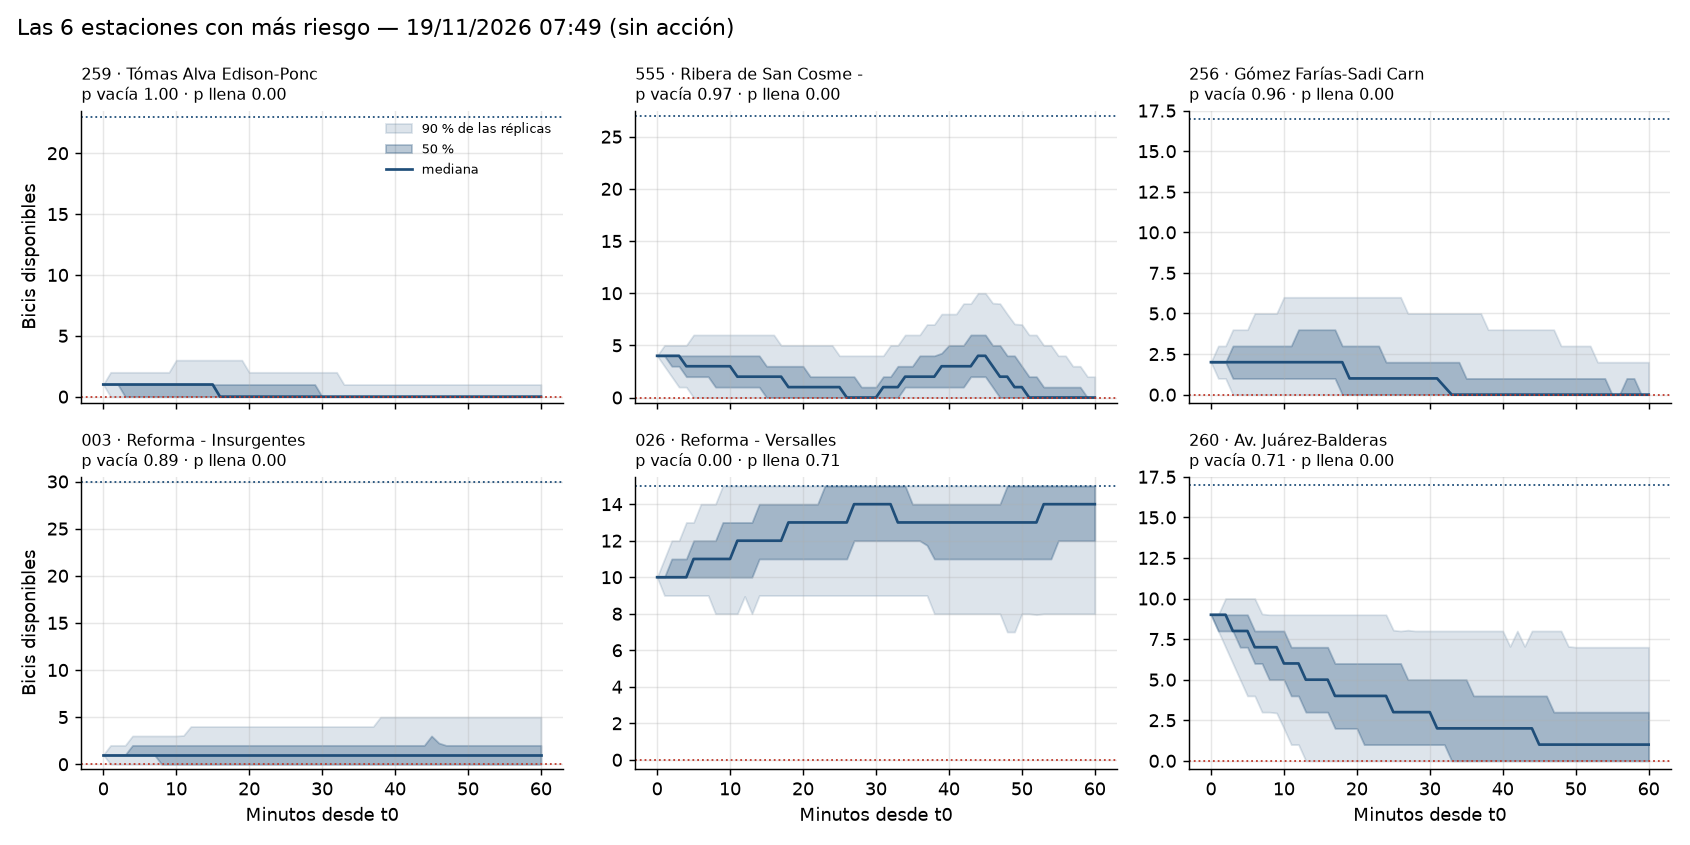 Las 6 estaciones con más riesgo — 19/11/2026 07:49 (sin acción)
259 · Tómas Alva Edison-Ponc
p vacía 1.00 · p llena 0.00
90 % de las réplicas
50 %
mediana
Bicis disponibles
20
15
10
5
0
555 · Ribera de San Cosme -
p vacía 0.97 · p llena 0.00
25
20
15
10
5
0
256 · Gómez Farías-Sadi Carn
p vacía 0.96 · p llena 0.00
17.5
15.0
12.5
10.0
7.5
5.0
2.5
0.0
003 · Reforma - Insurgentes
p vacía 0.89 · p llena 0.00
Bicis disponibles
30
25
20
15
10
5
0
0 10 20 30 40 50 60
Minutos desde t0
026 · Reforma - Versalles
p vacía 0.00 · p llena 0.71
14
12
10
8
6
4
2
0
0 10 20 30 40 50 60
Minutos desde t0
260 · Av. Juárez-Balderas
p vacía 0.71 · p llena 0.00
17.5
15.0
12.5
10.0
7.5
5.0
2.5
0.0
0 10 20 30 40 50 60
Minutos desde t0